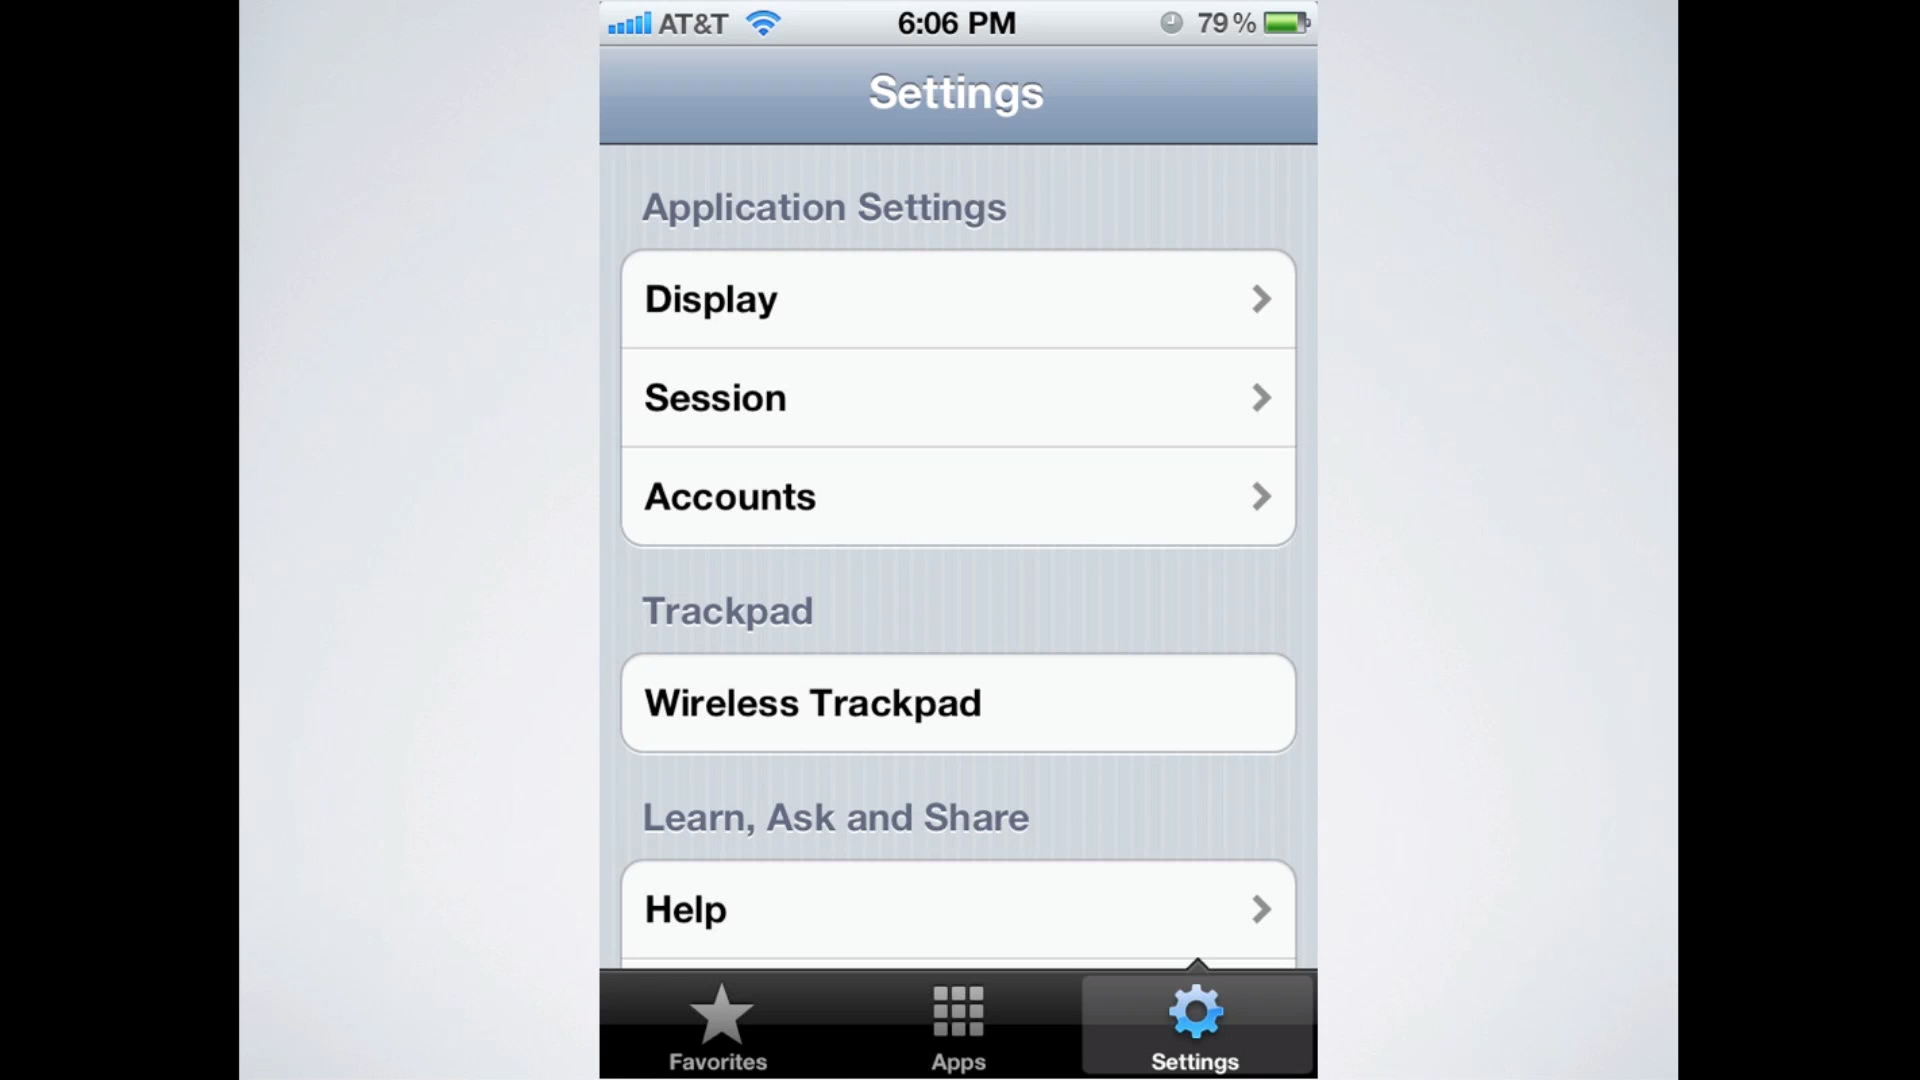 AT&T 6:06 PM 79%
Settings
Application Settings
Display
Session
Accounts
Trackpad
Wireless Trackpad
Learn, Ask and Share
Help
Favorites Apps Settings